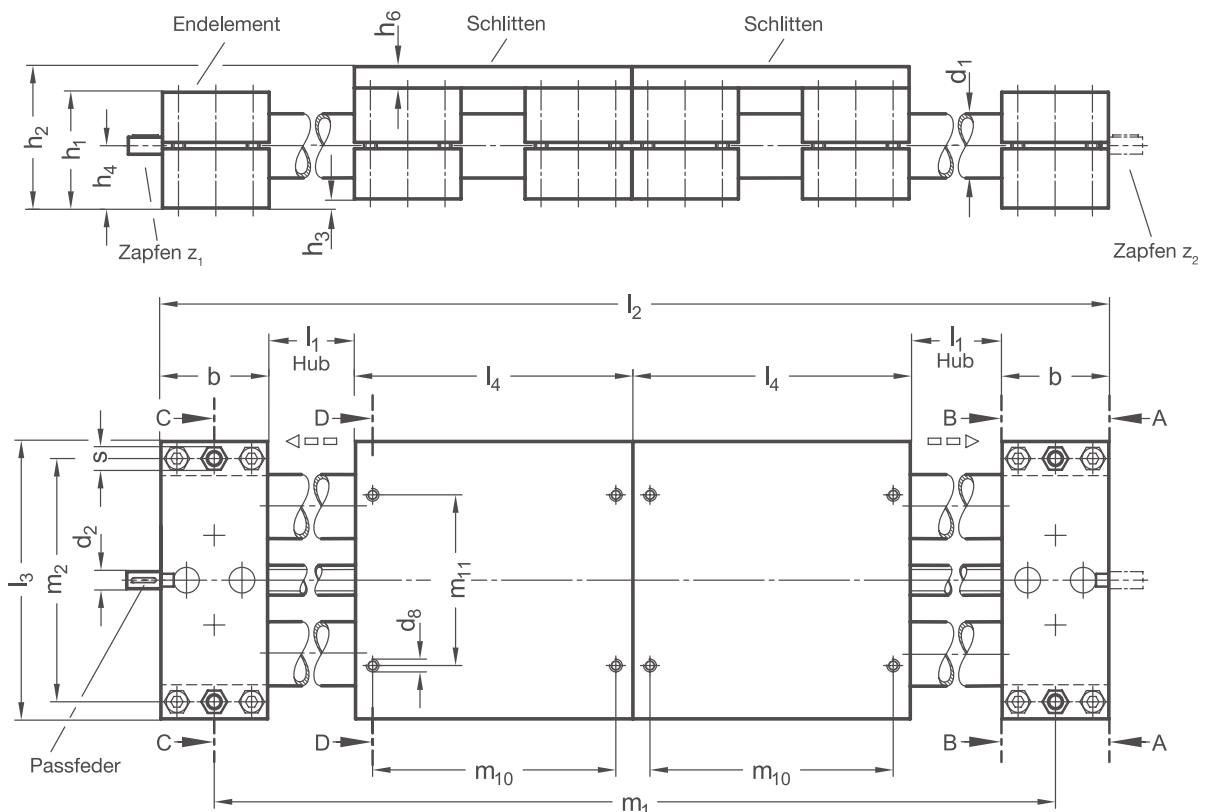 Endelement
h₆
Schlitten
Schlitten
h₂
h₁
h₄
d₁
h₃
Zapfen z₁
Zapfen z₂
l₂
l₁
Hub
l₁
Hub
b
l₄
l₄
b
C
D
B
A
s
d₂
m₂
l₃
m₁₁
d₈
C
D
B
A
Passfeder
m₁₀
m₁₀
m₁